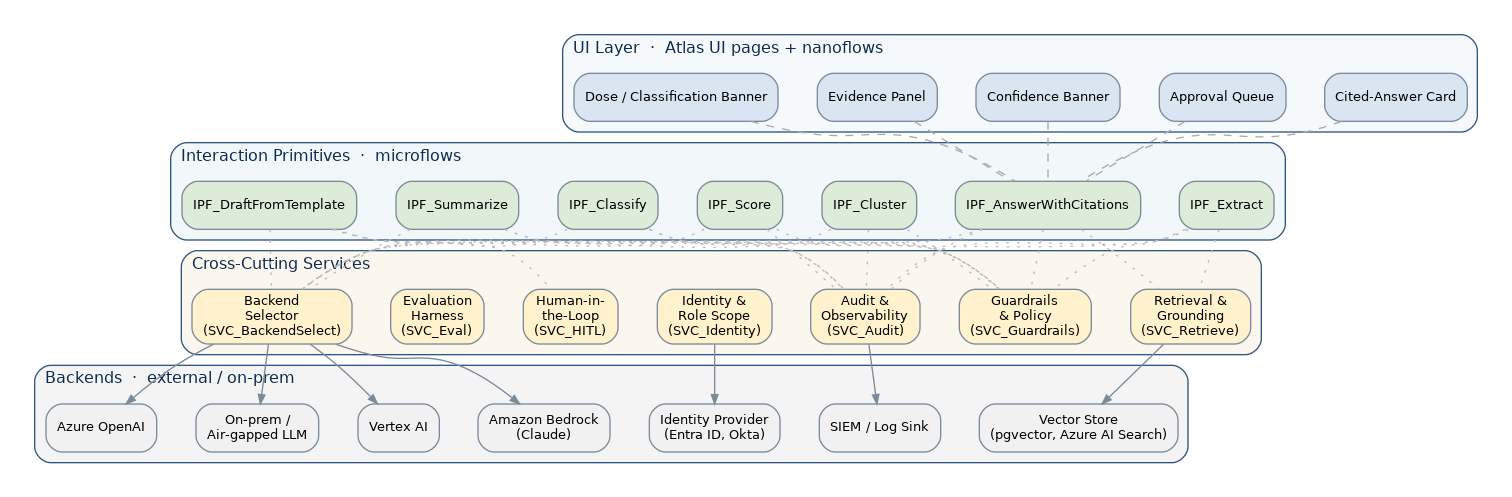 UI Layer · Atlas UI pages + nanoflows
Dose / Classification Banner
Evidence Panel
Confidence Banner
Approval Queue
Cited-Answer Card
Interaction Primitives · microflows
IPF_DraftFromTemplate
IPF_Summarize
IPF_Classify
IPF_Score
IPF_Cluster
IPF_AnswerWithCitations
IPF_Extract
Cross-Cutting Services
Backend
Selector
(SVC_BackendSelect)
Evaluation
Harness
(SVC_Eval)
Human-in-
the-Loop
(SVC_HITL)
Identity &
Role Scope
(SVC_Identity)
Audit &
Observability
(SVC_Audit)
Guardrails
& Policy
(SVC_Guardrails)
Retrieval &
Grounding
(SVC_Retrieve)
Backends · external / on-prem
Azure OpenAI
On-prem /
Air-gapped LLM
Vertex AI
Amazon Bedrock
(Claude)
Identity Provider
(Entra ID, Okta)
SIEM / Log Sink
Vector Store
(pgvector, Azure AI Search)